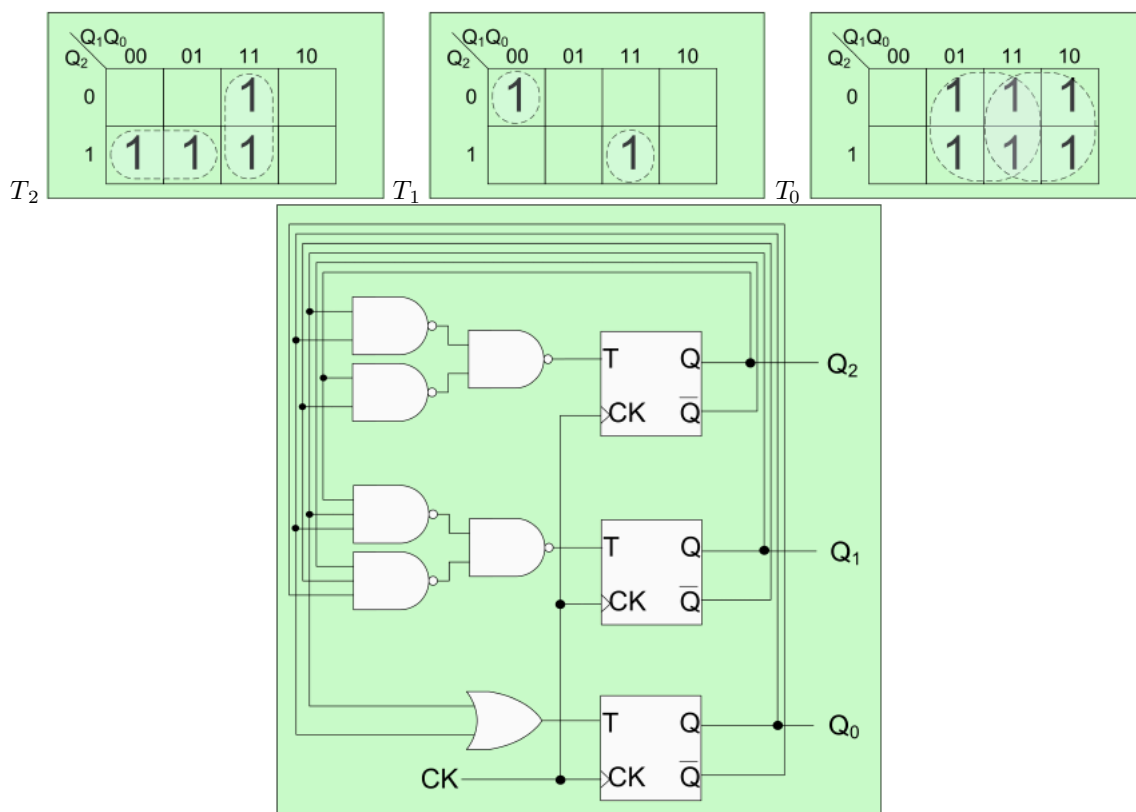 Q1Q0 Q1Q0 Q1Q0
Q2 00 01 11 10 Q2 00 01 11 10 Q2 00 01 11 10
0 1 0 1 0 1 1 1
1 1 1 1 1 1 1 1 1 1
T2 T1 T0
T Q Q2
CK Q̅
T Q Q1
CK Q̅
T Q Q0
CK CK Q̅